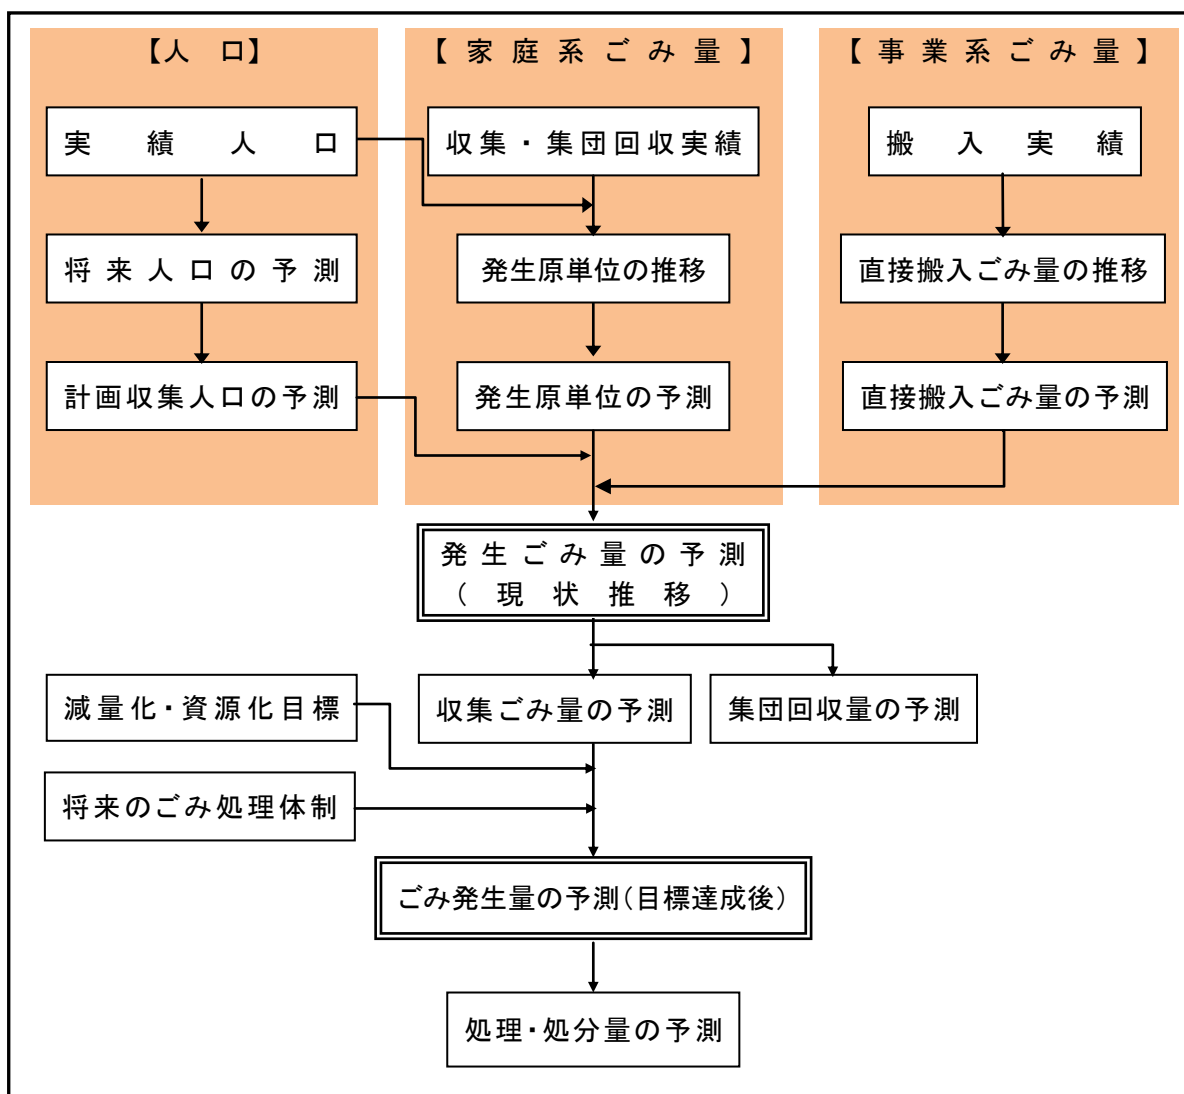 【人口】
【家庭系ごみ量】
【事業系ごみ量】
実績人口
収集・集団回収実績
搬入実績
将来人口の予測
発生原単位の推移
直接搬入ごみ量の推移
計画収集人口の予測
発生原単位の予測
直接搬入ごみ量の予測
発生ごみ量の予測
(現状推移)
減量化・資源化目標
収集ごみ量の予測
集団回収量の予測
将来のごみ処理体制
ごみ発生量の予測(目標達成後)
処理・処分量の予測